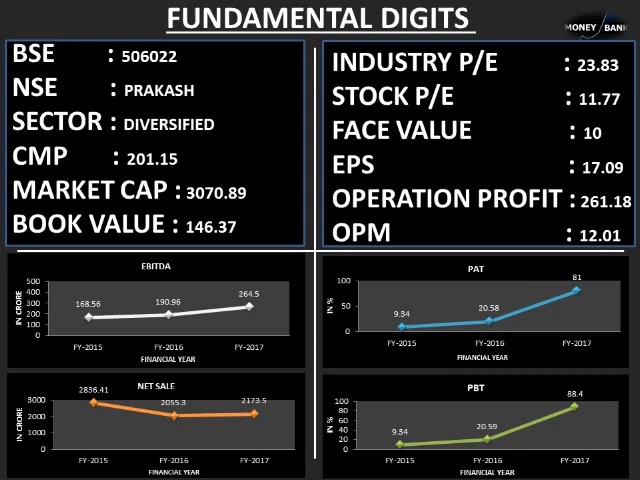 FUNDAMENTAL DIGITS
MONEY BANK
BSE : 506022
NSE : PRAKASH
SECTOR : DIVERSIFIED
CMP : 201.15
MARKET CAP : 3070.89
BOOK VALUE : 146.37
INDUSTRY P/E : 23.83
STOCK P/E : 11.77
FACE VALUE : 10
EPS : 17.09
OPERATION PROFIT : 261.18
OPM : 12.01
EBITDA
IN CRORE
500
400
300
200
100
0
168.56
190.96
264.5
FY-2015
FY-2016
FY-2017
FINANCIAL YEAR
PAT
IN %
100
50
0
9.34
20.58
81
FY-2015
FY-2016
FY-2017
FINANCIAL YEAR
NET SALE
IN CRORE
3000
2000
1000
0
2836.41
2055.3
2173.5
FY-2015
FY-2016
FY-2017
FINANCIAL YEAR
PBT
IN %
100
80
60
40
20
0
9.34
20.59
88.4
FY-2015
FY-2016
FY-2017
FINANCIAL YEAR